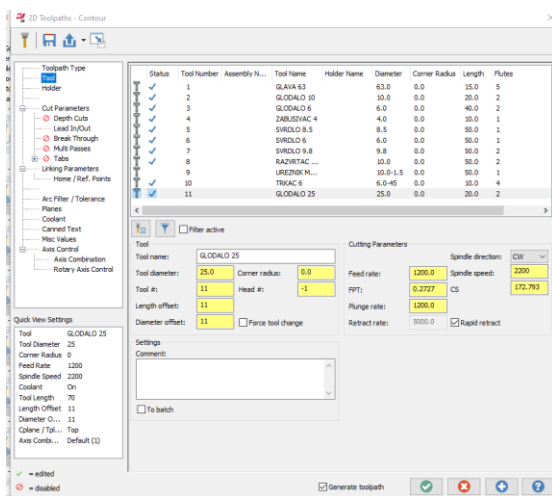 2D Toolpaths - Contour
Toolpath Type
Tool
Holder
Cut Parameters
Depth Cuts
Lead In/Out
Break Through
Multi Passes
Tabs
Linking Parameters
Home / Ref. Points
Arc Filter / Tolerance
Planes
Coolant
Canned Text
Misc Values
Axis Control
Axis Combination
Rotary Axis Control
Quick View Settings
Tool GLODALO 25
Tool Diameter 25
Corner Radius 0
Feed Rate 1200
Spindle Speed 2200
Coolant On
Tool Length 70
Length Offset 11
Diameter O... 11
Cplane / Tpl... Top
Axis Combi... Default (1)
= edited
= disabled
Status Tool Number Assembly N... Tool Name Holder Name Diameter Corner Radius Length Flutes
1 GLAVA 63 63.0 0.0 15.0 5
2 GLODALO 10 10.0 0.0 20.0 2
3 GLODALO 6 6.0 0.0 40.0 2
4 ZABUSIVAC 4 4.0 0.0 10.0 1
5 SVRDLO 8.5 8.5 0.0 50.0 1
6 SVRDLO 6 6.0 0.0 50.0 1
7 SVRDLO 9.8 9.8 0.0 50.0 2
8 RAZVRTAC ... 10.0 0.0 50.0 2
9 UREZNIK M... 10.0-1.5 0.0 50.0 1
10 TRKAC 6 6.0-45 0.0 10.0 4
11 GLODALO 25 25.0 0.0 20.0 2
Filter active
Tool
Tool name: GLODALO 25
Tool diameter: 25.0 Corner radius: 0.0
Tool #: 11 Head #: -1
Length offset: 11
Diameter offset: 11 Force tool change
Cutting Parameters
Spindle direction: CW
Feed rate: 1200.0 Spindle speed: 2200
FPT: 0.2727 CS 172.793
Plunge rate: 1200.0
Retract rate: 5000.0 Rapid retract
Settings
Comment:
To batch
Generate toolpath